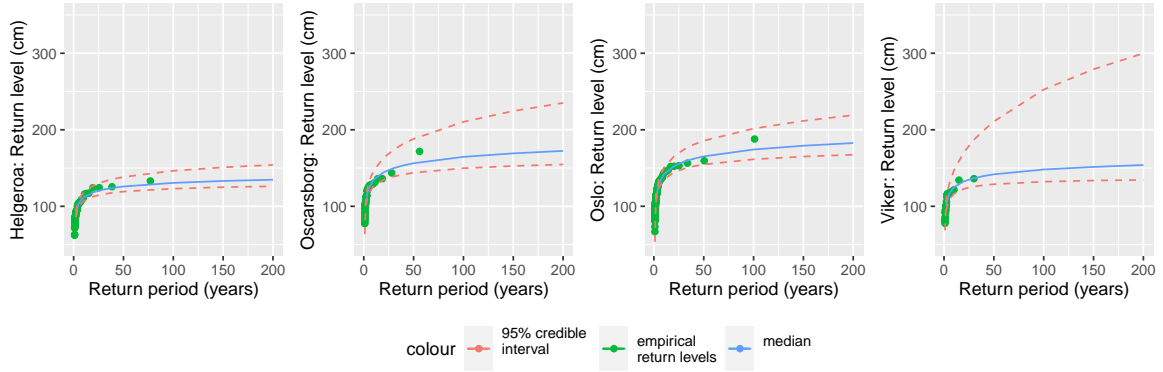 Helgeroa: Return level (cm)
300
200
100
0
50
100
150
200
Return period (years)
Oscarsborg: Return level (cm)
300
200
100
0
50
100
150
200
Return period (years)
Oslo: Return level (cm)
300
200
100
0
50
100
150
200
Return period (years)
Viker: Return level (cm)
300
200
100
0
50
100
150
200
Return period (years)
colour
95% credible
interval
empirical
return levels
median